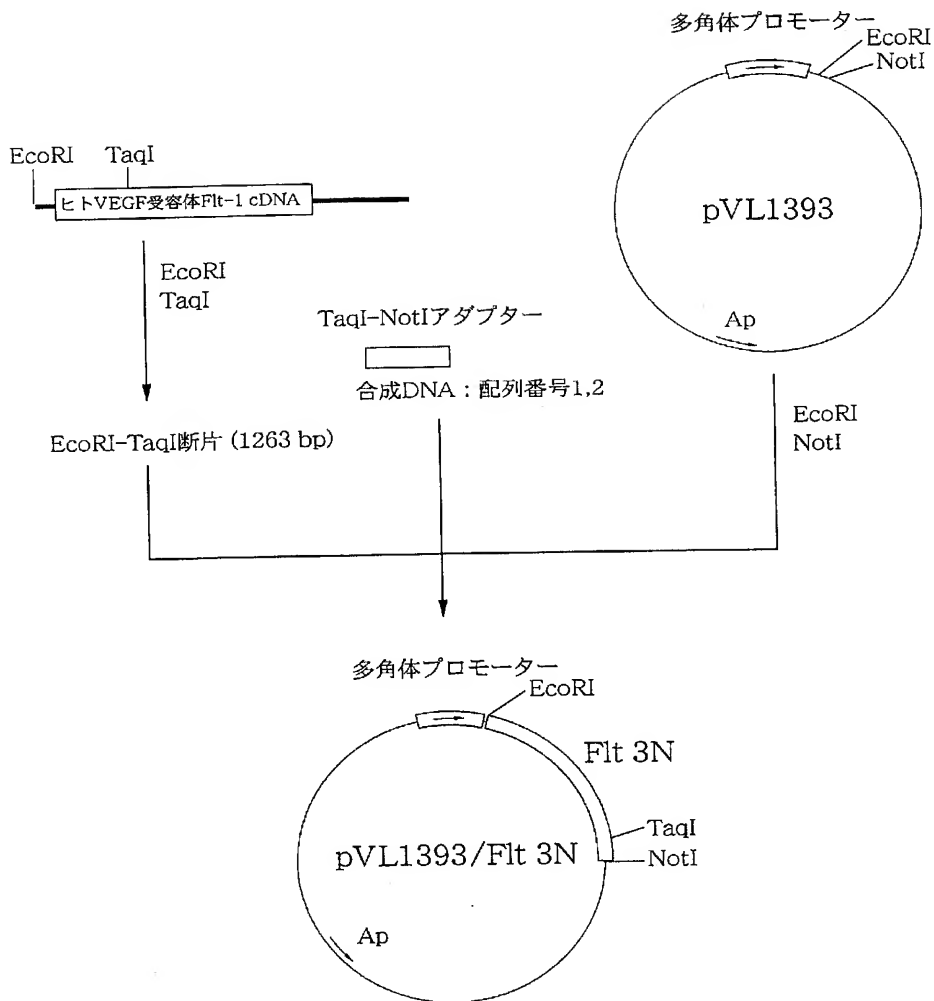 多角体プロモーター
EcoRI
NotI
pVL1393
Ap
EcoRI
TaqI
ヒトVEGF受容体Flt-1 cDNA
EcoRI
TaqI
TaqI-NotIアダプター
合成DNA：配列番号1,2
EcoRI
NotI
EcoRI-TaqI断片 (1263 bp)
多角体プロモーター
EcoRI
Flt 3N
TaqI
NotI
pVL1393/Flt 3N
Ap